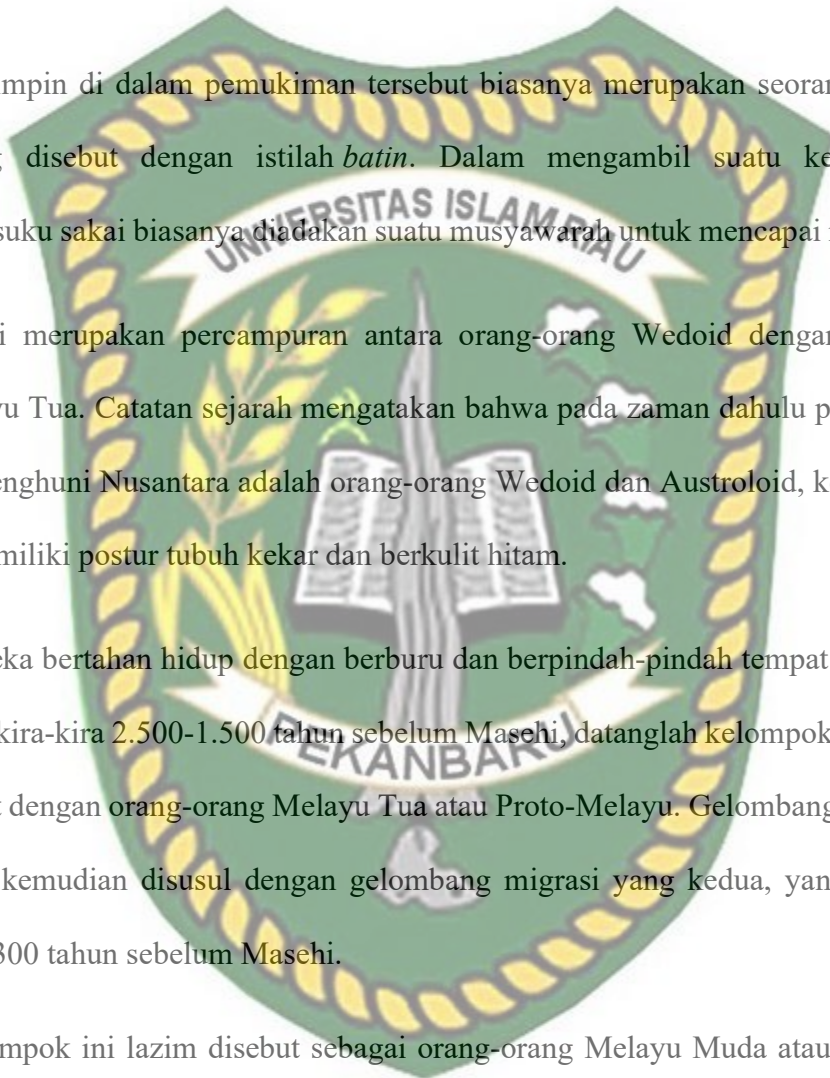 mpin di dalam pemukiman tersebut biasanya merupakan seoran
UNIVERSITAS ISLAM RIAU
disebut dengan istilah batin. Dalam mengambil suatu ke
suku sakai biasanya diadakan suatu musyawarah untuk mencapai
i merupakan percampuran antara orang-orang Wedoid dengan
u Tua. Catatan sejarah mengatakan bahwa pada zaman dahulu p
enghuni Nusantara adalah orang-orang Wedoid dan Austroloid, k
miliki postur tubuh kekar dan berkulit hitam.
eka bertahan hidup dengan berburu dan berpindah-pindah tempat
kira-kira 2.500-1.500 tahun sebelum Masehi, datanglah kelompok
PEKANBARU
dengan orang-orang Melayu Tua atau Proto-Melayu. Gelombang
kemudian disusul dengan gelombang migrasi yang kedua, yan
300 tahun sebelum Masehi.
mpok ini lazim disebut sebagai orang-orang Melayu Muda atau